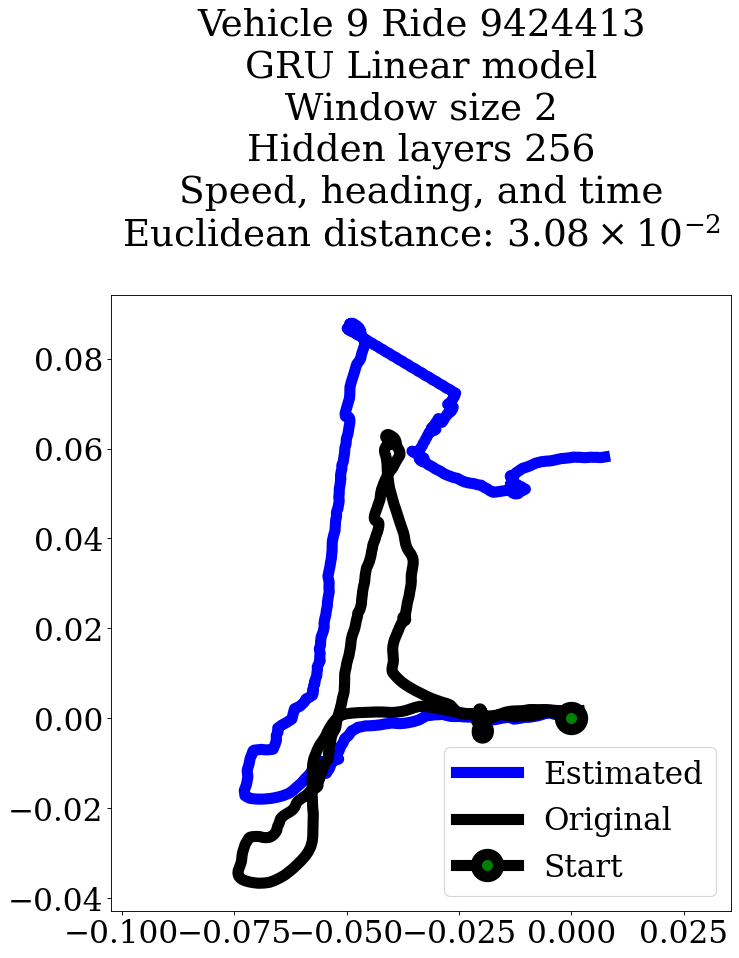 Vehicle 9 Ride 9424413
GRU Linear model
Window size 2
Hidden layers 256
Speed, heading, and time
Euclidean distance: 3.08 × 10⁻²
0.08
0.06
0.04
0.02
0.00
−0.02
−0.04
Estimated
Original
Start
−0.100 −0.075 −0.050 −0.025 0.000 0.025